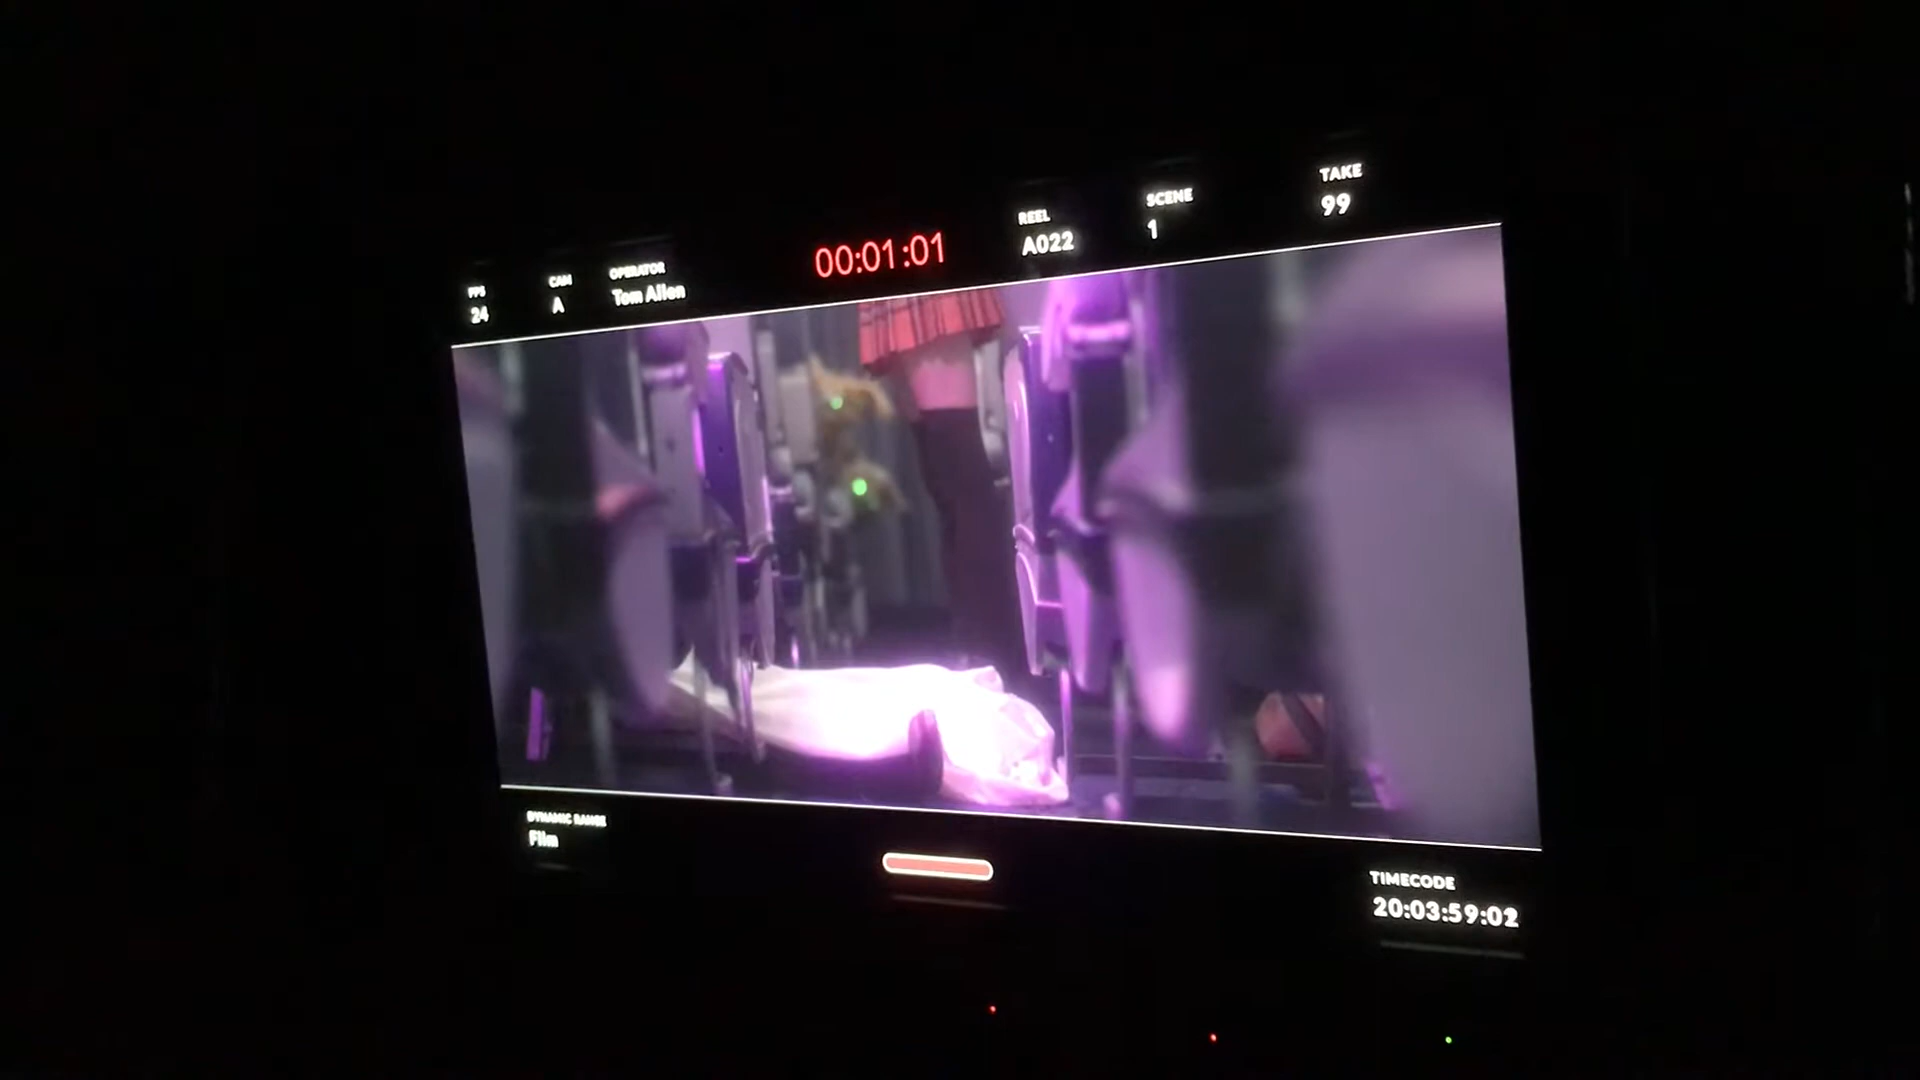 FPS
24
CAM
A
OPERATOR
Tom Allen
00:01:01
REEL
A022
SCENE
1
TAKE
99
DYNAMIC RANGE
Film
TIMECODE
20:03:59:02